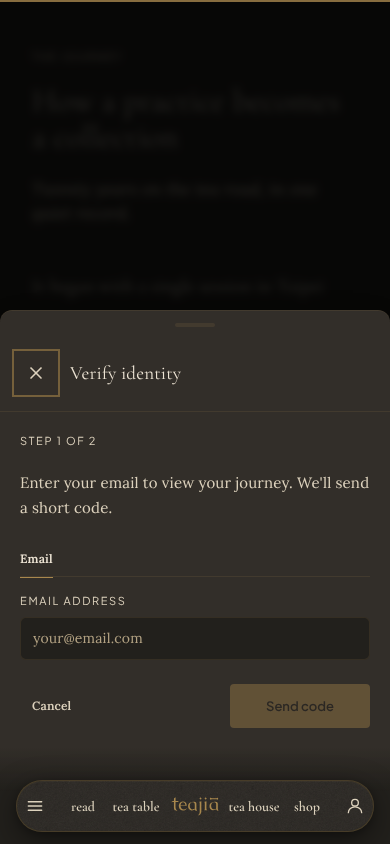 How a practice becomes
a collection
Verify identity
STEP 1 OF 2
Enter your email to view your journey. We'll send
a short code.
Email
EMAIL ADDRESS
your@email.com
Cancel
Send code
read
tea table
teajiā
tea house
shop